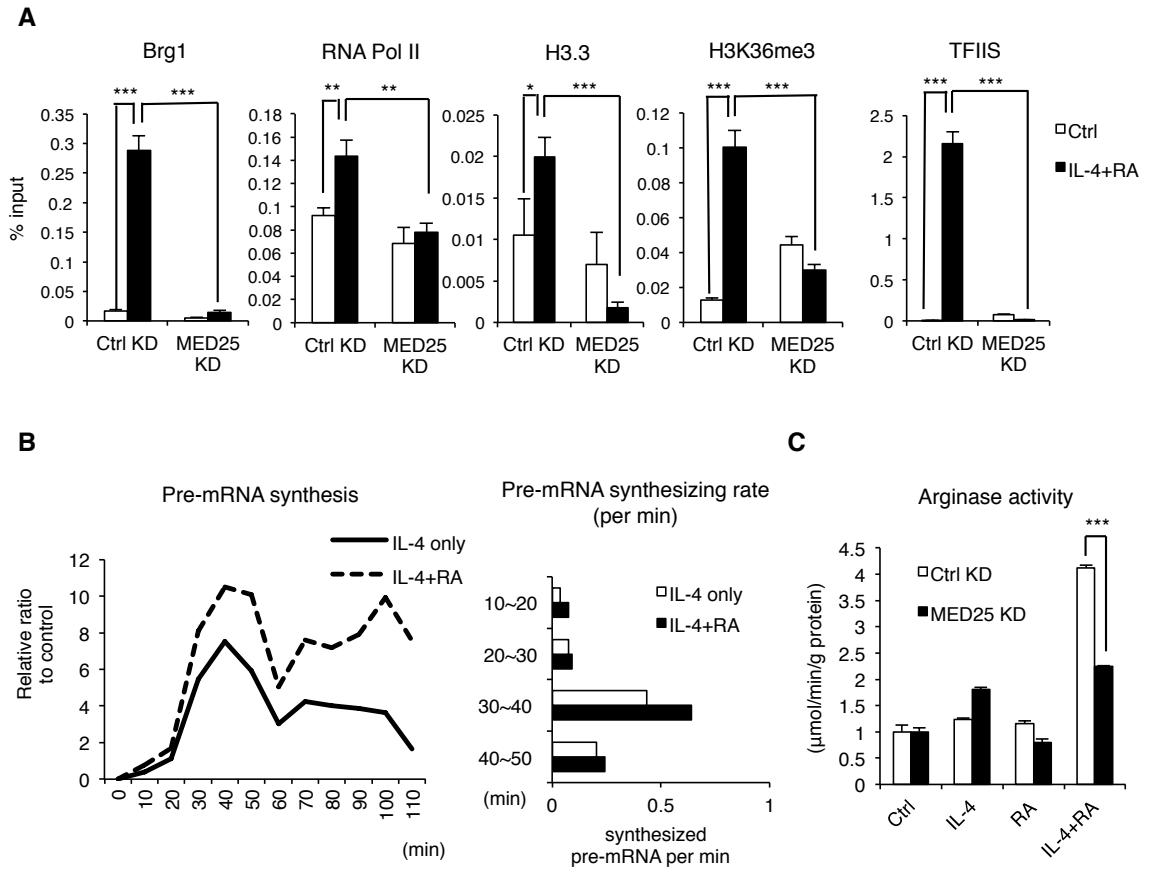 A
Brg1
RNA Pol II
H3.3
H3K36me3
TFIIS
% input
***
***
0.35
0.3
0.25
0.2
0.15
0.1
0.05
0
Ctrl KD
MED25
KD
**
**
0.18
0.16
0.14
0.12
0.1
0.08
0.06
0.04
0.02
0
Ctrl KD
MED25
KD
*
***
0.025
0.02
0.015
0.01
0.005
0
Ctrl KD
MED25
KD
***
***
0.12
0.1
0.08
0.06
0.04
0.02
0
Ctrl KD
MED25
KD
***
***
2.5
2
1.5
1
0.5
0
Ctrl KD
MED25
KD
Ctrl
IL-4+RA
B
Pre-mRNA synthesis
IL-4 only
IL-4+RA
Relative ratio
to control
12
10
8
6
4
2
0
0
10
20
30
40
50
60
70
80
90
100
110
(min)
Pre-mRNA synthesizing rate
(per min)
IL-4 only
IL-4+RA
10~20
20~30
30~40
40~50
(min)
0
0.5
1
synthesized
pre-mRNA per min
C
Arginase activity
***
Ctrl KD
MED25 KD
(µmol/min/g protein)
4.5
4
3.5
3
2.5
2
1.5
1
0.5
0
Ctrl
IL-4
RA
IL-4+RA